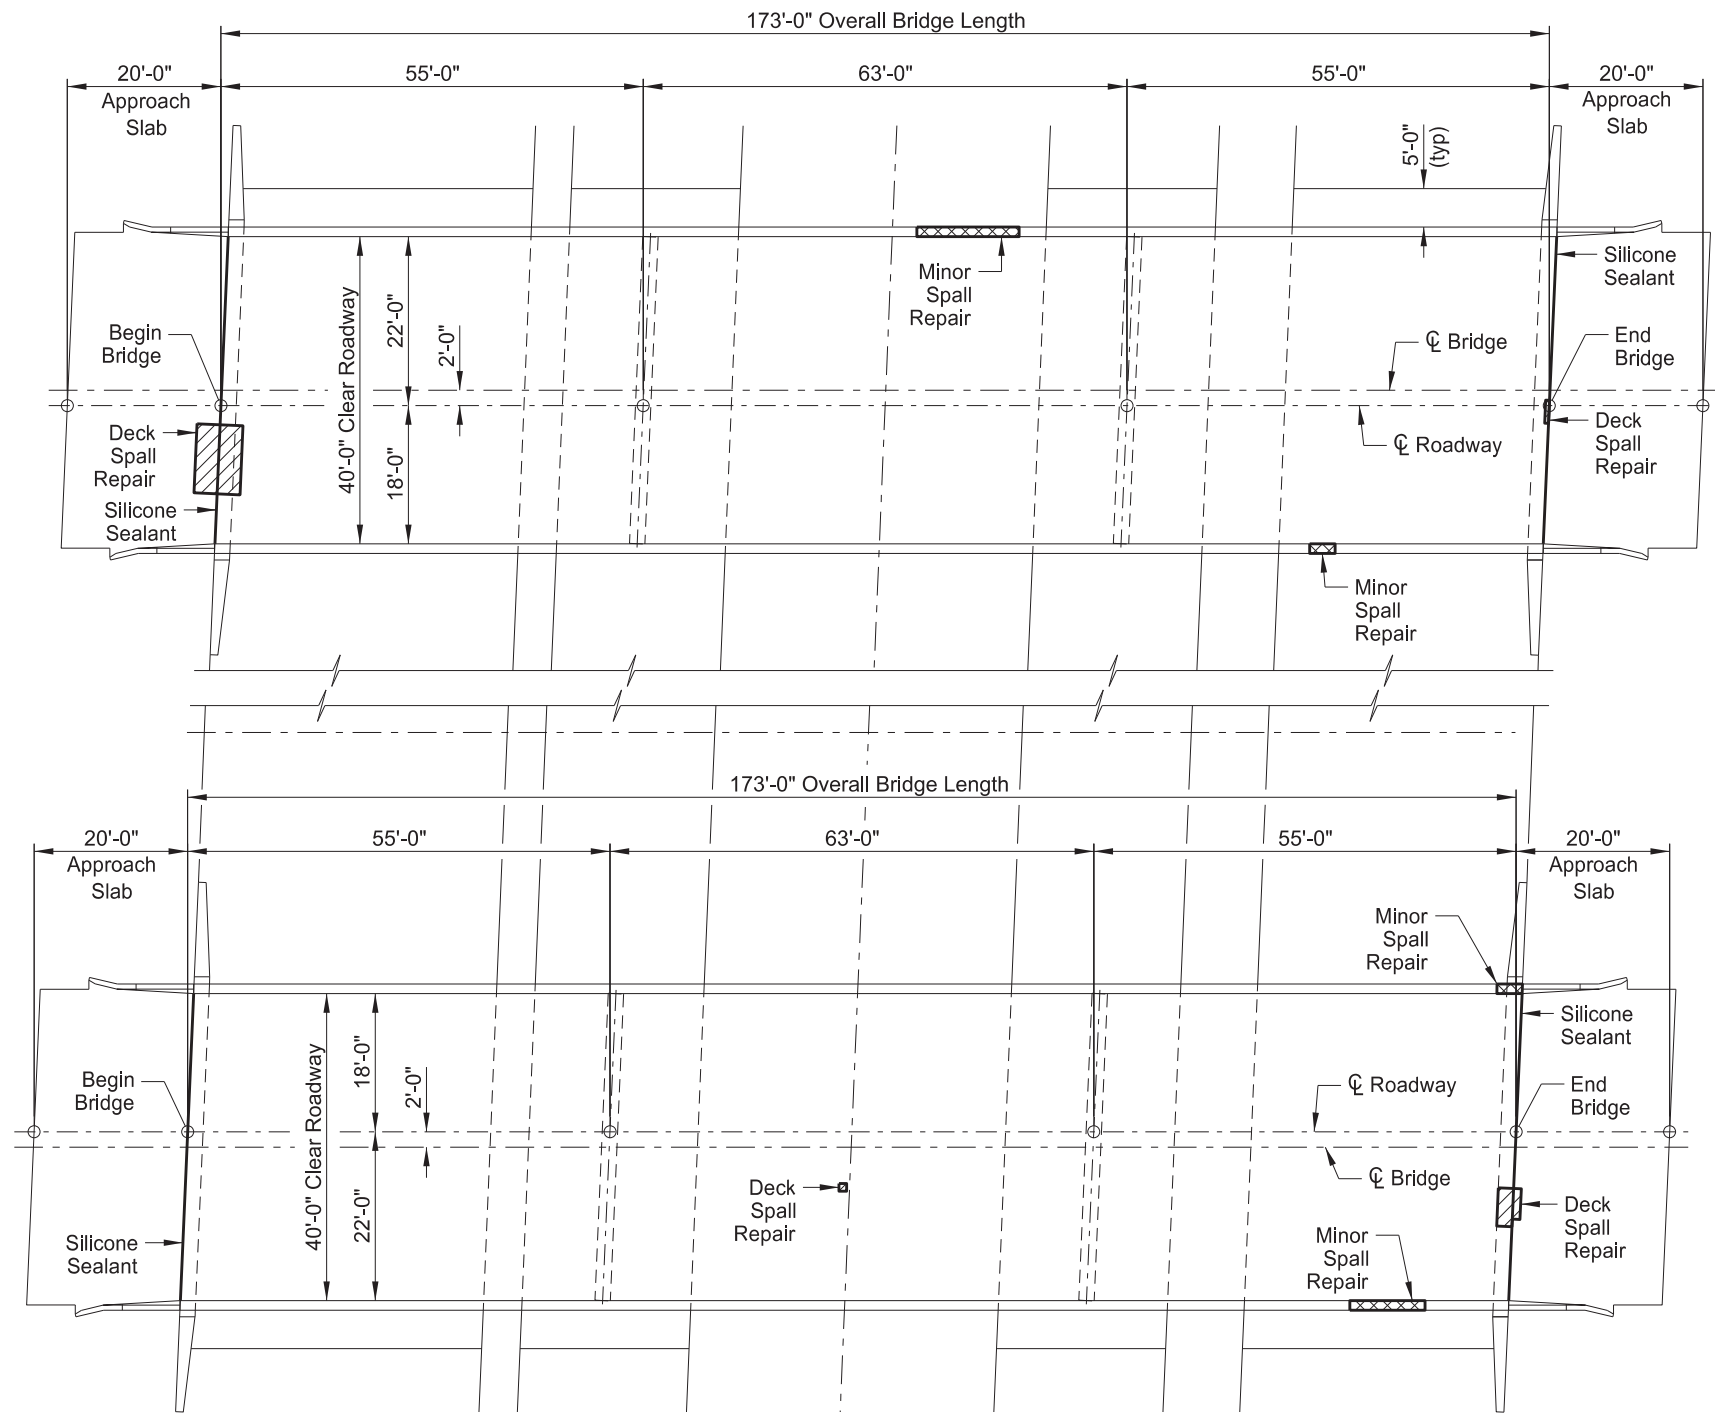 173'-0" Overall Bridge Length
20'-0"
Approach
Slab
55'-0"
63'-0"
55'-0"
20'-0"
Approach
Slab
5'-0"
(typ)
Minor
Spall
Repair
Silicone
Sealant
Begin
Bridge
40'-0" Clear Roadway
22'-0"
2'-0"
18'-0"
℄ Bridge
End
Bridge
℄ Roadway
Deck
Spall
Repair
Deck
Spall
Repair
Silicone
Sealant
Minor
Spall
Repair
173'-0" Overall Bridge Length
20'-0"
Approach
Slab
55'-0"
63'-0"
55'-0"
20'-0"
Approach
Slab
Minor
Spall
Repair
Silicone
Sealant
Begin
Bridge
40'-0" Clear Roadway
18'-0"
2'-0"
22'-0"
℄ Roadway
End
Bridge
℄ Bridge
Deck
Spall
Repair
Deck
Spall
Repair
Silicone
Sealant
Minor
Spall
Repair